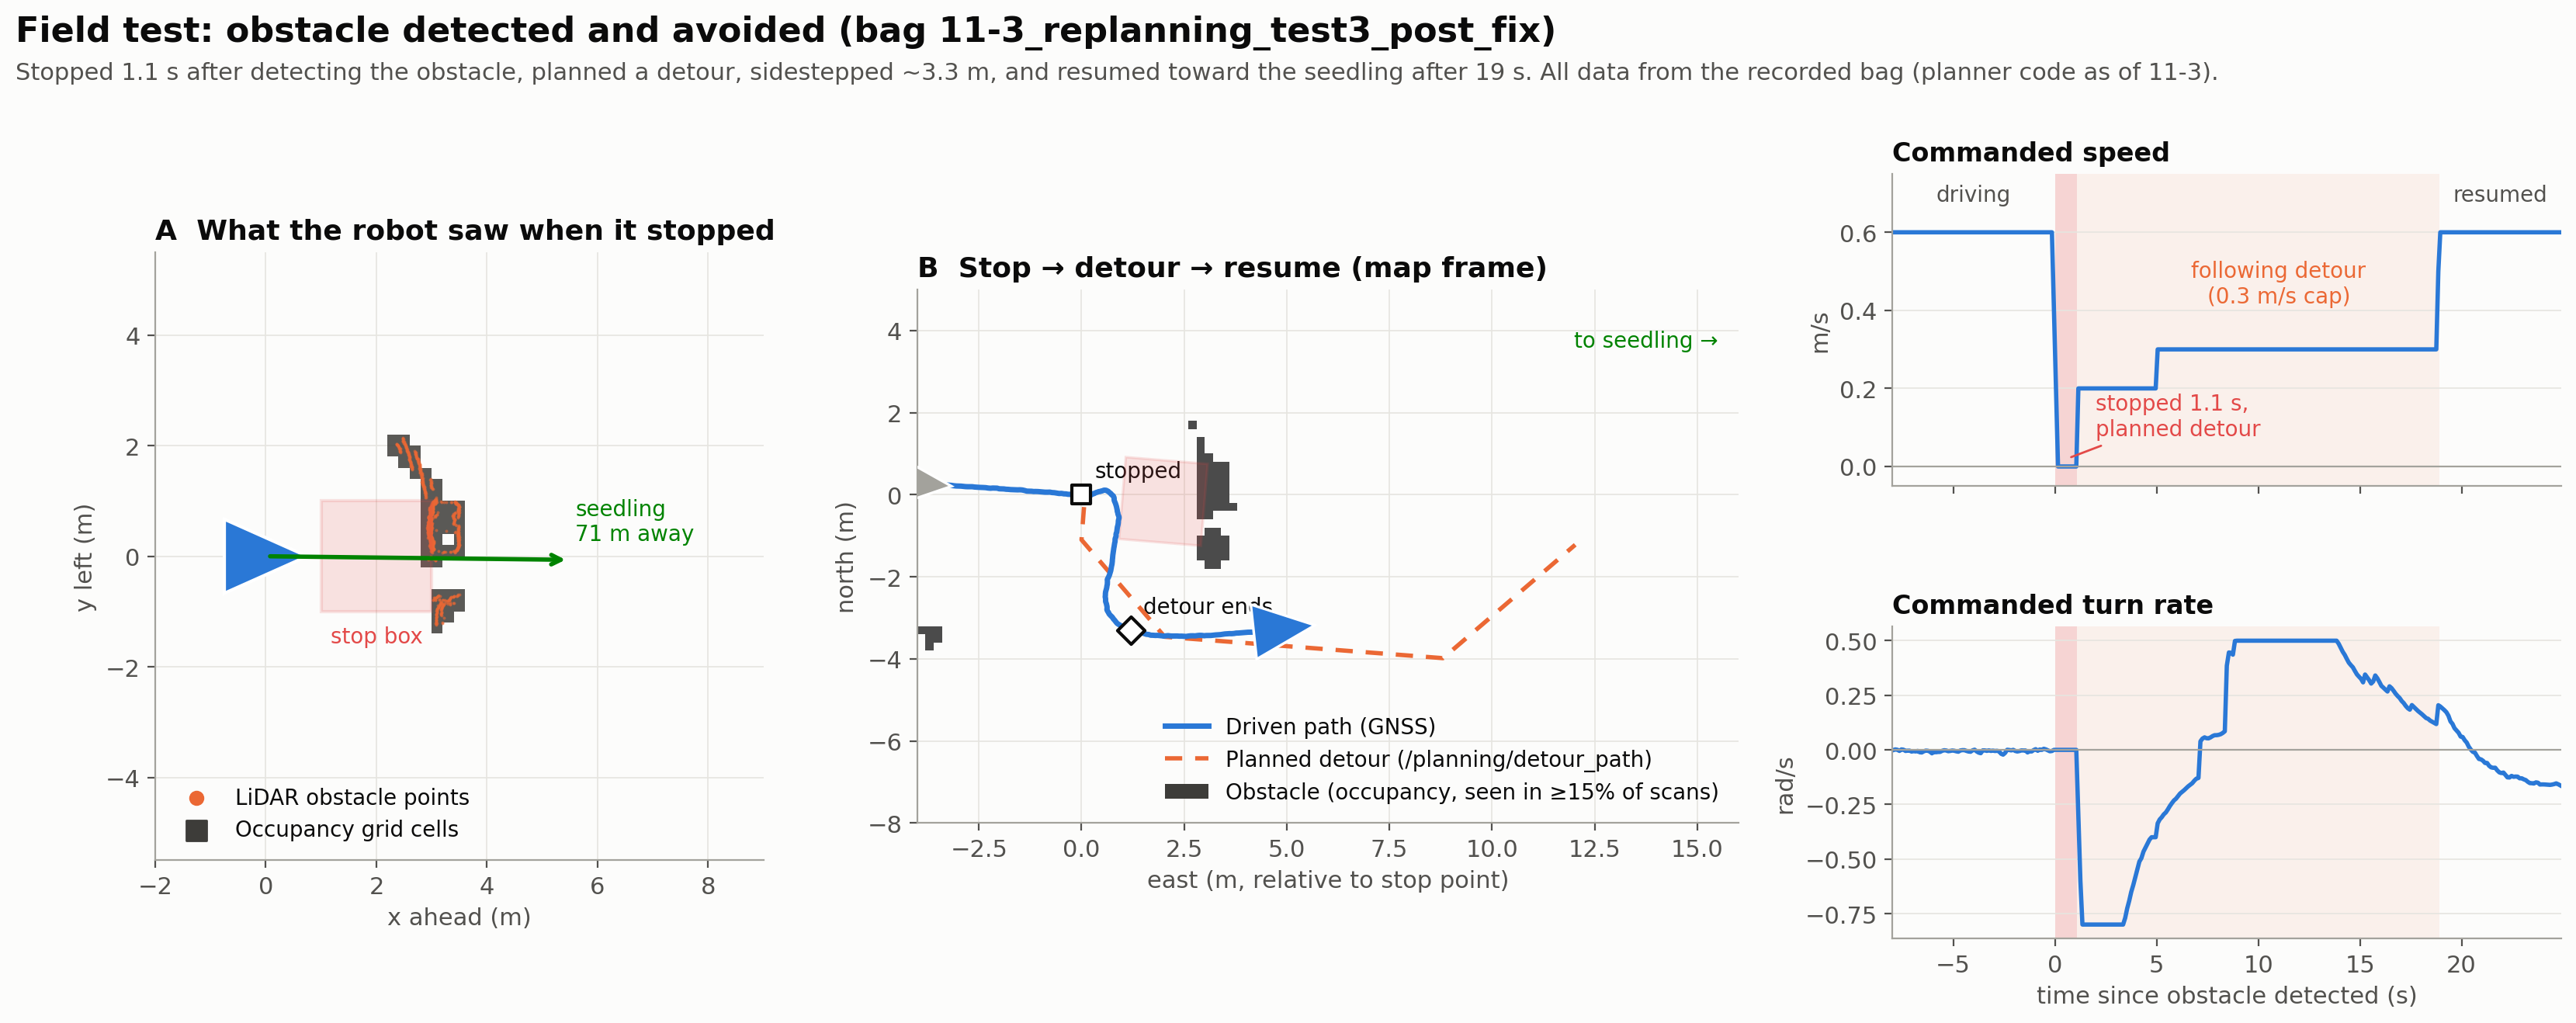 Field test: obstacle detected and avoided (bag 11-3_replanning_test3_post_fix)
Stopped 1.1 s after detecting the obstacle, planned a detour, sidestepped ~3.3 m, and resumed toward the seedling after 19 s. All data from the recorded bag (planner code as of 11-3).
A What the robot saw when it stopped
4
2
0
−2
−4
y left (m)
seedling
71 m away
stop box
LiDAR obstacle points
Occupancy grid cells
−2 0 2 4 6 8
x ahead (m)
B Stop → detour → resume (map frame)
4
2
0
−2
−4
−6
−8
north (m)
to seedling →
stopped
detour ends
Driven path (GNSS)
Planned detour (/planning/detour_path)
Obstacle (occupancy, seen in ≥15% of scans)
−2.5 0.0 2.5 5.0 7.5 10.0 12.5 15.0
east (m, relative to stop point)
Commanded speed
driving
resumed
0.6
0.4
0.2
0.0
m/s
following detour
(0.3 m/s cap)
stopped 1.1 s,
planned detour
Commanded turn rate
0.50
0.25
0.00
−0.25
−0.50
−0.75
rad/s
−5 0 5 10 15 20
time since obstacle detected (s)